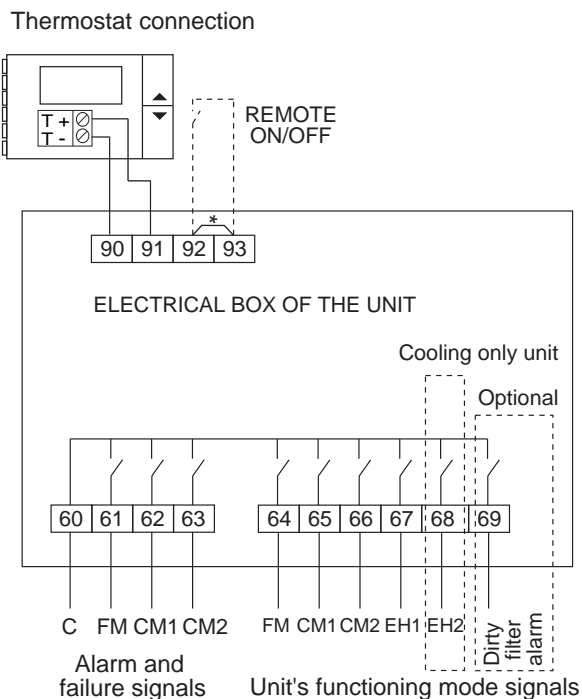 Thermostat connection
T +
T -
REMOTE
ON/OFF
*
90 91 92 93
ELECTRICAL BOX OF THE UNIT
Cooling only unit
Optional
60 61 62 63 64 65 66 67 68 69
C FM CM1 CM2 FM CM1 CM2 EH1 EH2
Dirty
filter
alarm
Alarm and
failure signals
Unit's functioning mode signals